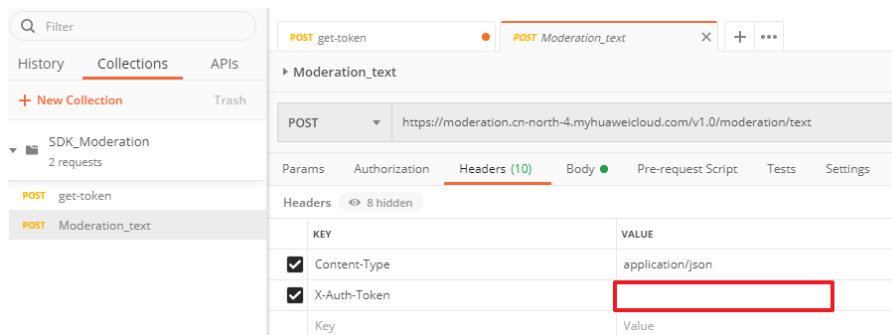 Filter
History Collections APIs
+ New Collection Trash
SDK_Moderation
2 requests
POST get-token
POST Moderation_text
POST get-token
POST Moderation_text
Moderation_text
POST https://moderation.cn-north-4.myhuaweicloud.com/v1.0/moderation/text
Params Authorization Headers (10) Body Pre-request Script Tests Settings
Headers 8 hidden
KEY VALUE
Content-Type application/json
X-Auth-Token
Key Value